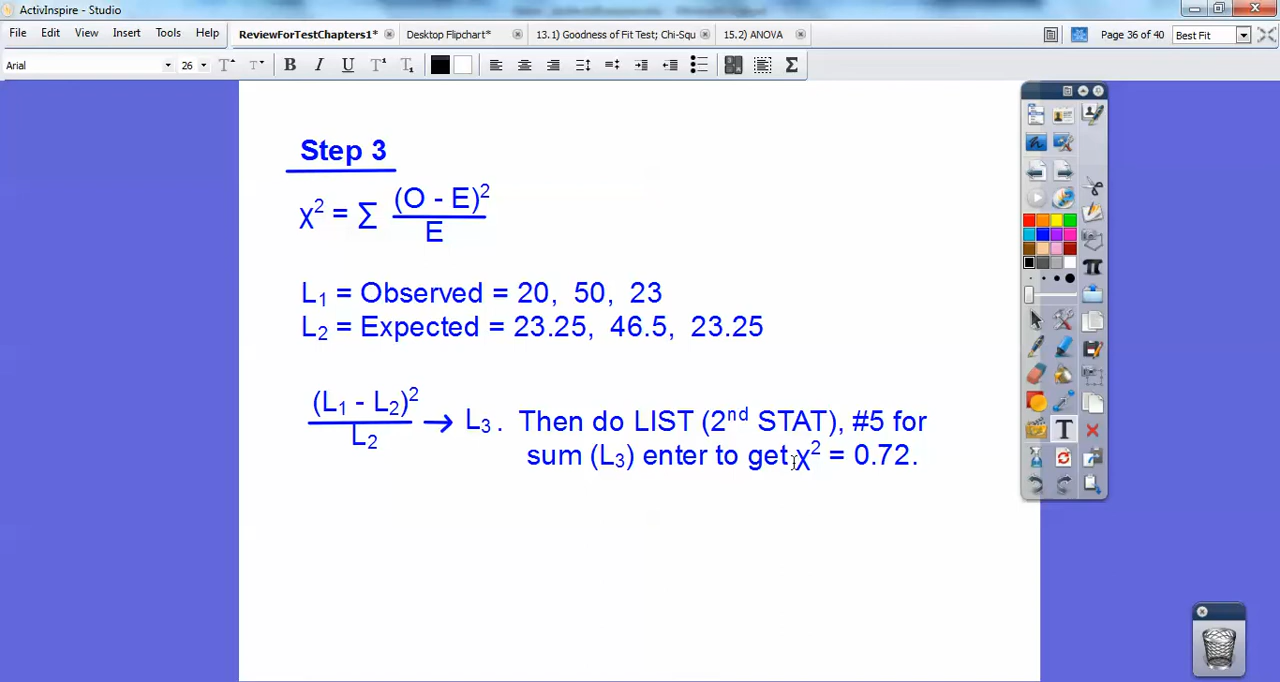 ActivInspire - Studio
File Edit View Insert Tools Help
ReviewForTestChapters1* Desktop Flipchart* 13.1) Goodness of Fit Test; Chi-Squ 15.2) ANOVA
Page 36 of 40 Best Fit
Arial 26
Step 3
χ² = ∑ (O - E)²
E
L₁ = Observed = 20, 50, 23
L₂ = Expected = 23.25, 46.5, 23.25
(L₁ - L₂)² → L₃ . Then do LIST (2ⁿᵈ STAT), #5 for
L₂
sum (L₃) enter to get χ² = 0.72.